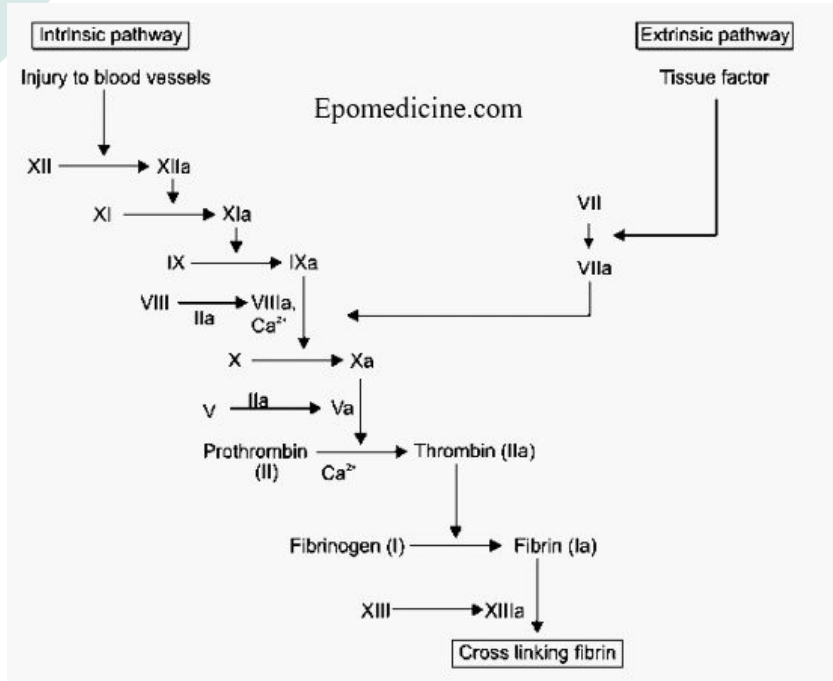 Intrinsic pathway
Extrinsic pathway
Injury to blood vessels
Tissue factor
Epomedicine.com
XII
XIIa
XI
XIa
VII
IX
IXa
VIIa
VIII
IIa
VIIIa,
Ca²⁺
X
Xa
V
IIa
Va
Prothrombin
(II)
Ca²⁺
Thrombin (IIa)
Fibrinogen (I)
Fibrin (Ia)
XIII
XIIIa
Cross linking fibrin